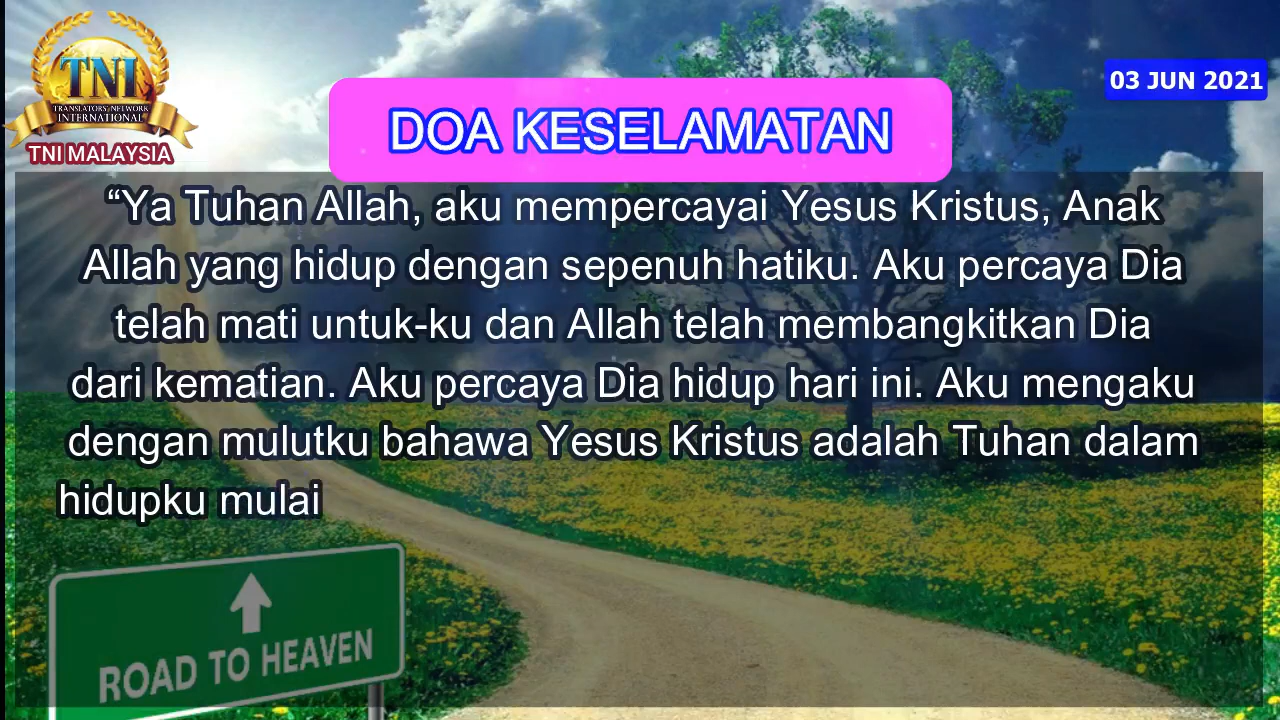 TNI
TRANSLATORS' NETWORK
INTERNATIONAL
TNI MALAYSIA
03 JUN 2021
DOA KESELAMATAN
“Ya Tuhan Allah, aku mempercayai Yesus Kristus, Anak
Allah yang hidup dengan sepenuh hatiku. Aku percaya Dia
telah mati untuk-ku dan Allah telah membangkitkan Dia
dari kematian. Aku percaya Dia hidup hari ini. Aku mengaku
dengan mulutku bahawa Yesus Kristus adalah Tuhan dalam
hidupku mulai
ROAD TO HEAVEN